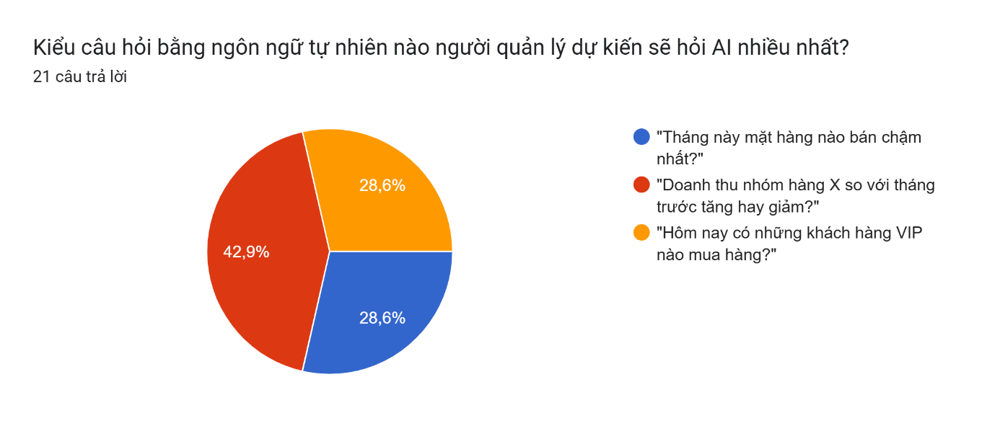 Kiểu câu hỏi bằng ngôn ngữ tự nhiên nào người quản lý dự kiến sẽ hỏi AI nhiều nhất?
21 câu trả lời
28,6%
42,9%
28,6%
"Tháng này mặt hàng nào bán chậm
nhất?"
"Doanh thu nhóm hàng X so với tháng
trước tăng hay giảm?"
"Hôm nay có những khách hàng VIP
nào mua hàng?"